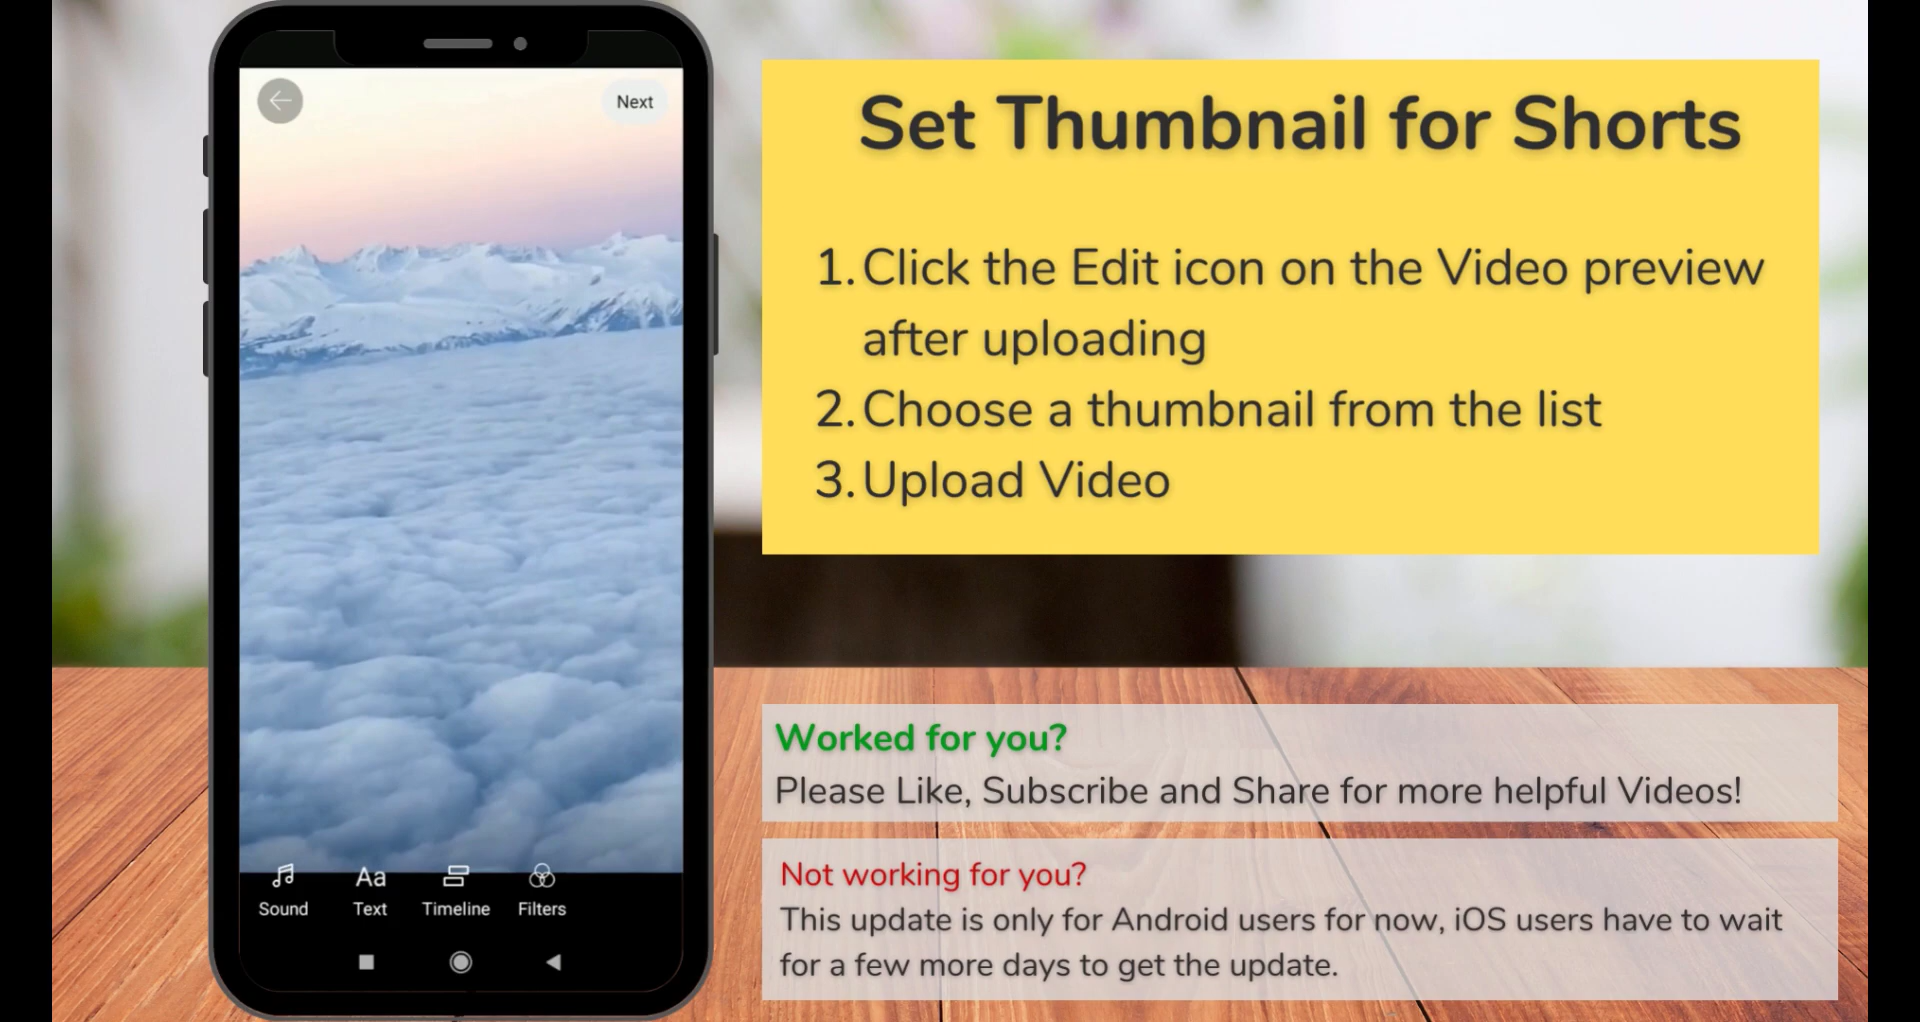 Next
Sound
Text
Timeline
Filters
Set Thumbnail for Shorts
1. Click the Edit icon on the Video preview
after uploading
2. Choose a thumbnail from the list
3. Upload Video
Worked for you?
Please Like, Subscribe and Share for more helpful Videos!
Not working for you?
This update is only for Android users for now, iOS users have to wait
for a few more days to get the update.